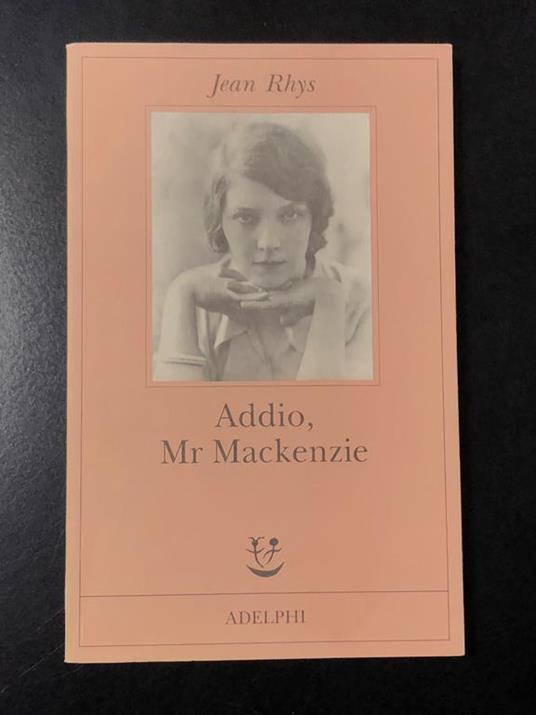 Jean Rhys
Addio,
Mr Mackenzie
ADELPHI